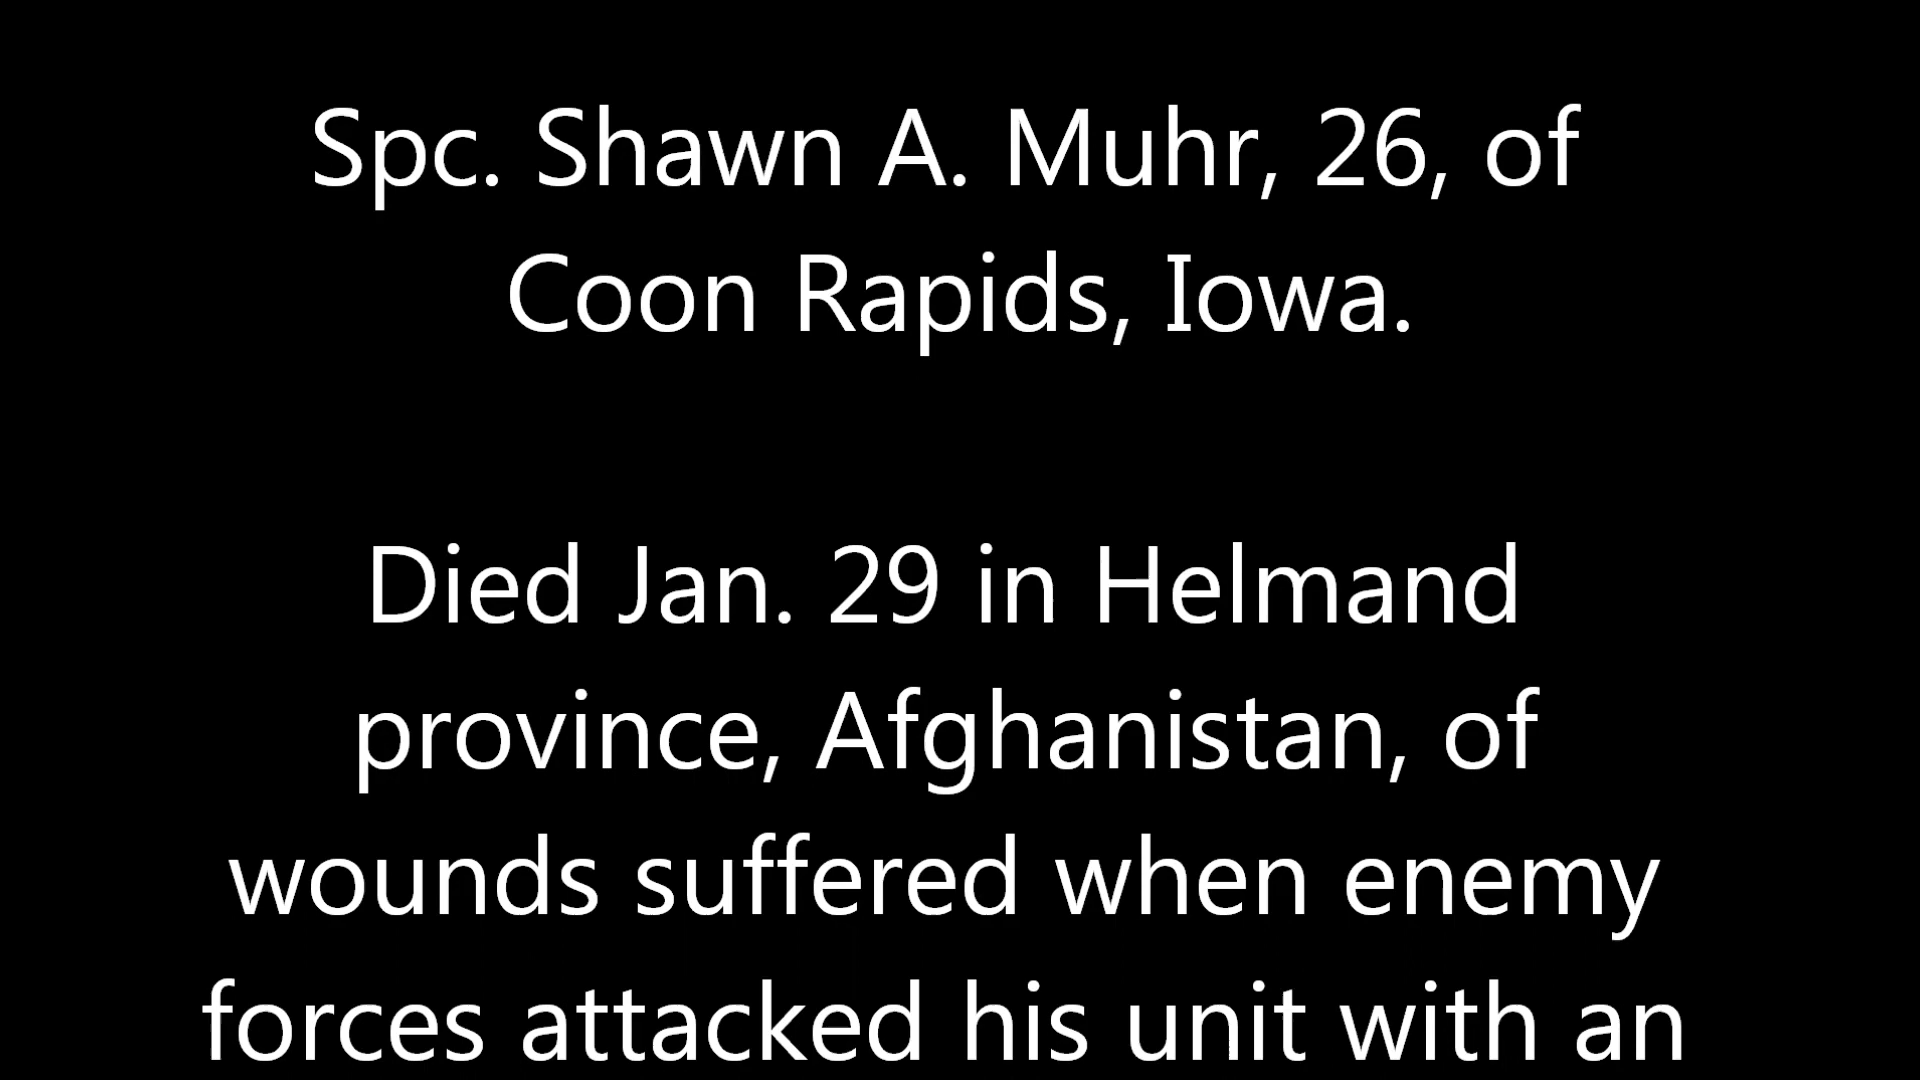 Spc. Shawn A. Muhr, 26, of
Coon Rapids, Iowa.
Died Jan. 29 in Helmand
province, Afghanistan, of
wounds suffered when enemy
forces attacked his unit with an